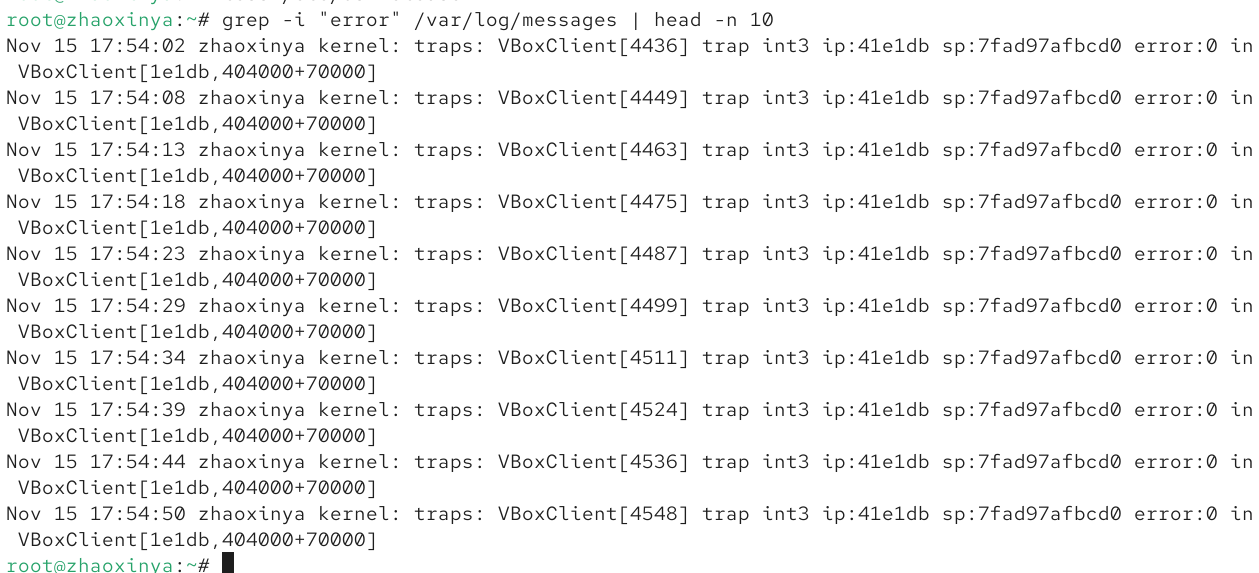 root@zhaoxinya:~# grep -i "error" /var/log/messages | head -n 10
Nov 15 17:54:02 zhaoxinya kernel: traps: VBoxClient[4436] trap int3 ip:41e1db sp:7fad97afbcd0 error:0 in
 VBoxClient[1e1db,404000+70000]
Nov 15 17:54:08 zhaoxinya kernel: traps: VBoxClient[4449] trap int3 ip:41e1db sp:7fad97afbcd0 error:0 in
 VBoxClient[1e1db,404000+70000]
Nov 15 17:54:13 zhaoxinya kernel: traps: VBoxClient[4463] trap int3 ip:41e1db sp:7fad97afbcd0 error:0 in
 VBoxClient[1e1db,404000+70000]
Nov 15 17:54:18 zhaoxinya kernel: traps: VBoxClient[4475] trap int3 ip:41e1db sp:7fad97afbcd0 error:0 in
 VBoxClient[1e1db,404000+70000]
Nov 15 17:54:23 zhaoxinya kernel: traps: VBoxClient[4487] trap int3 ip:41e1db sp:7fad97afbcd0 error:0 in
 VBoxClient[1e1db,404000+70000]
Nov 15 17:54:29 zhaoxinya kernel: traps: VBoxClient[4499] trap int3 ip:41e1db sp:7fad97afbcd0 error:0 in
 VBoxClient[1e1db,404000+70000]
Nov 15 17:54:34 zhaoxinya kernel: traps: VBoxClient[4511] trap int3 ip:41e1db sp:7fad97afbcd0 error:0 in
 VBoxClient[1e1db,404000+70000]
Nov 15 17:54:39 zhaoxinya kernel: traps: VBoxClient[4524] trap int3 ip:41e1db sp:7fad97afbcd0 error:0 in
 VBoxClient[1e1db,404000+70000]
Nov 15 17:54:44 zhaoxinya kernel: traps: VBoxClient[4536] trap int3 ip:41e1db sp:7fad97afbcd0 error:0 in
 VBoxClient[1e1db,404000+70000]
Nov 15 17:54:50 zhaoxinya kernel: traps: VBoxClient[4548] trap int3 ip:41e1db sp:7fad97afbcd0 error:0 in
 VBoxClient[1e1db,404000+70000]
root@zhaoxinya:~#